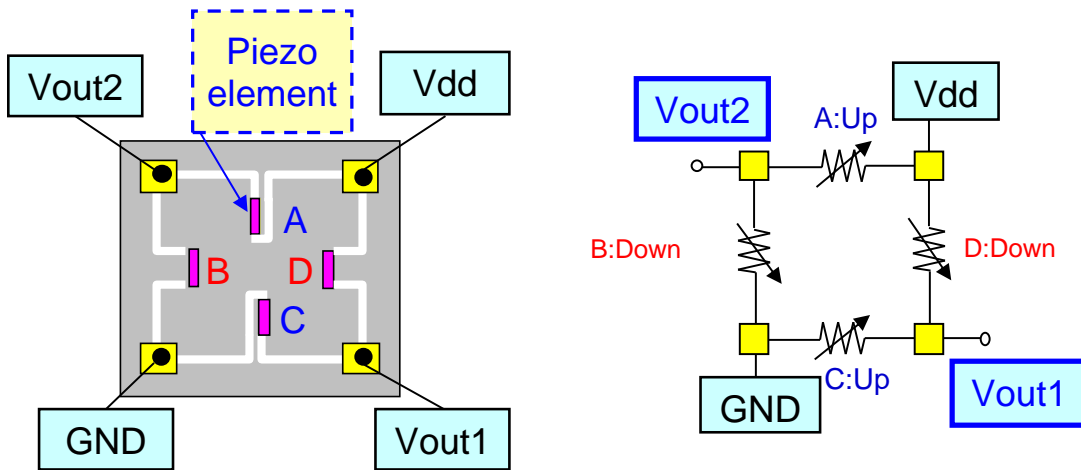 Piezo
element
Vout2
Vdd
A
B
D
C
GND
Vout1
Vout2
A:Up
Vdd
B:Down
D:Down
C:Up
GND
Vout1